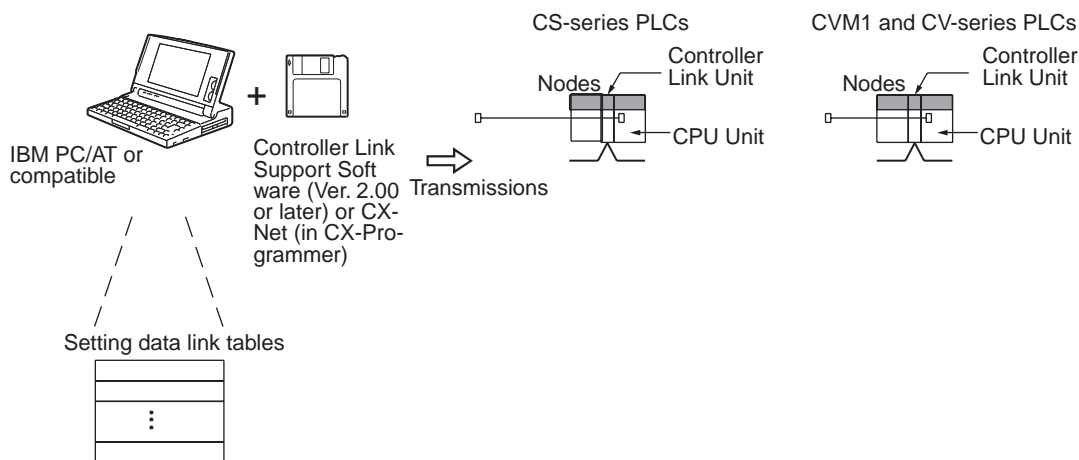 CS-series PLCs
CVM1 and CV-series PLCs
Nodes
Controller
Link Unit
CPU Unit
Nodes
Controller
Link Unit
CPU Unit
+
IBM PC/AT or
compatible
Controller Link
Support Soft
ware (Ver. 2.00
or later) or CX-
Net (in CX-Pro-
grammer)
Transmissions
Setting data link tables